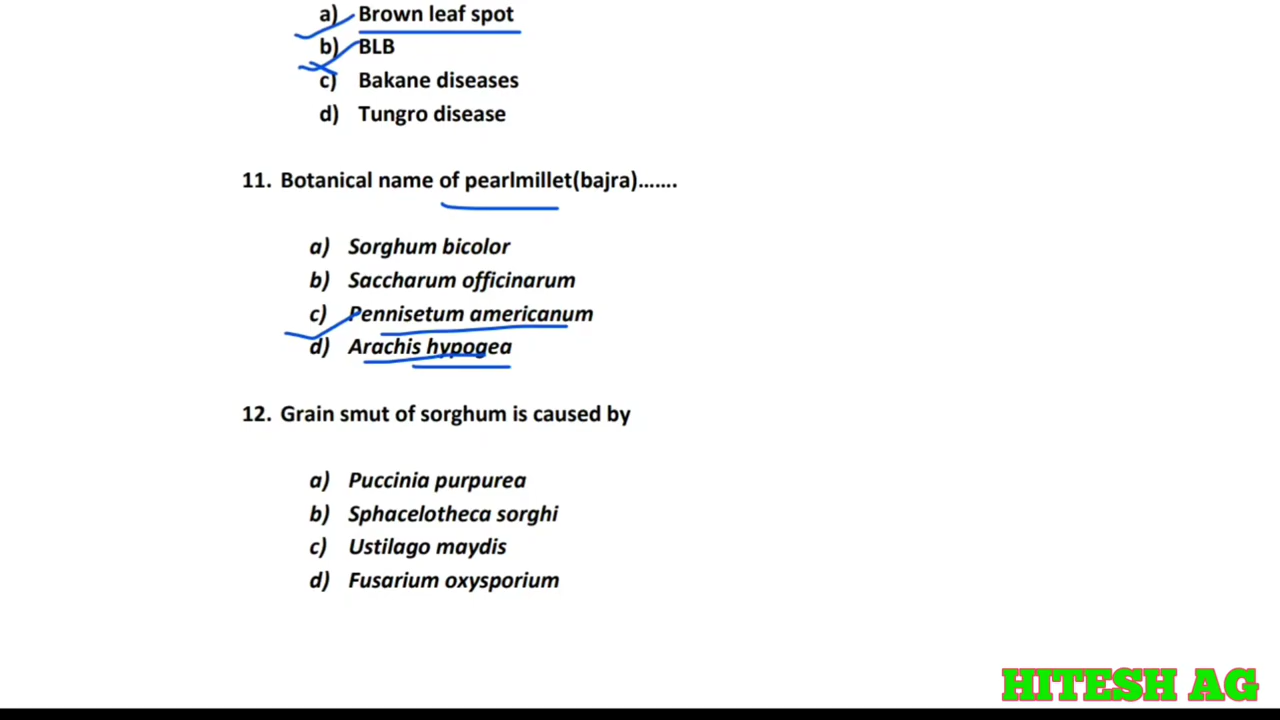 a) Brown leaf spot
b) BLB
c) Bakane diseases
d) Tungro disease
11. Botanical name of pearlmillet(bajra).......
a) Sorghum bicolor
b) Saccharum officinarum
c) Pennisetum americanum
d) Arachis hypogea
12. Grain smut of sorghum is caused by
a) Puccinia purpurea
b) Sphacelotheca sorghi
c) Ustilago maydis
d) Fusarium oxysporium
HITESH AG